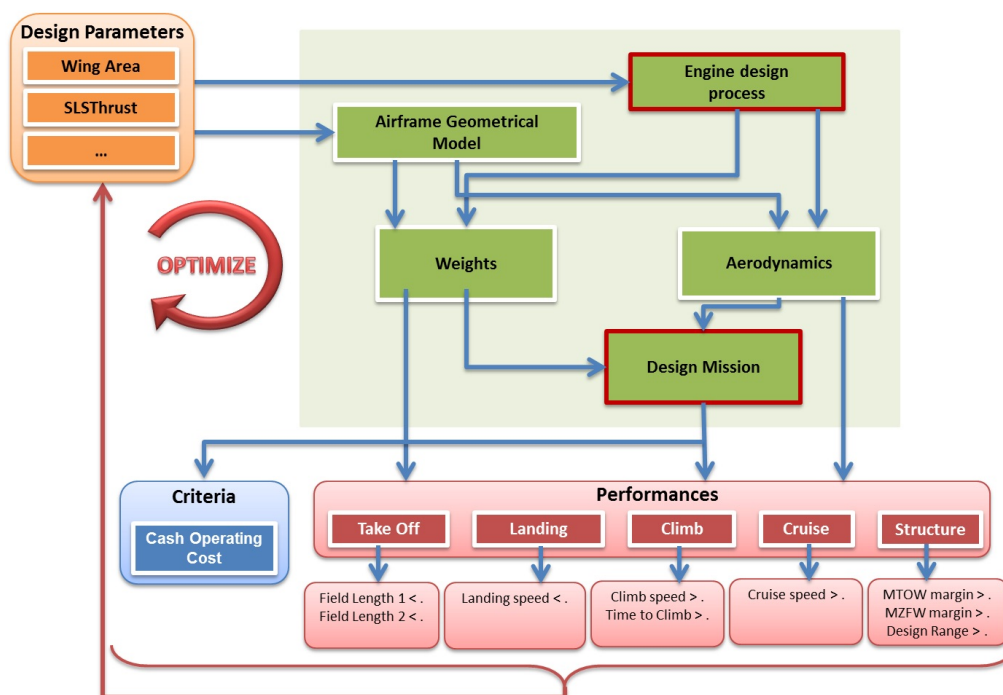 Design Parameters
Wing Area
SLSThrust
...
Engine design
process
Airframe Geometrical
Model
OPTIMIZE
Weights
Aerodynamics
Design Mission
Criteria
Cash Operating
Cost
Performances
Take Off
Landing
Climb
Cruise
Structure
Field Length 1 < .
Field Length 2 < .
Landing speed < .
Climb speed > .
Time to Climb > .
Cruise speed > .
MTOW margin > .
MZFW margin > .
Design Range > .